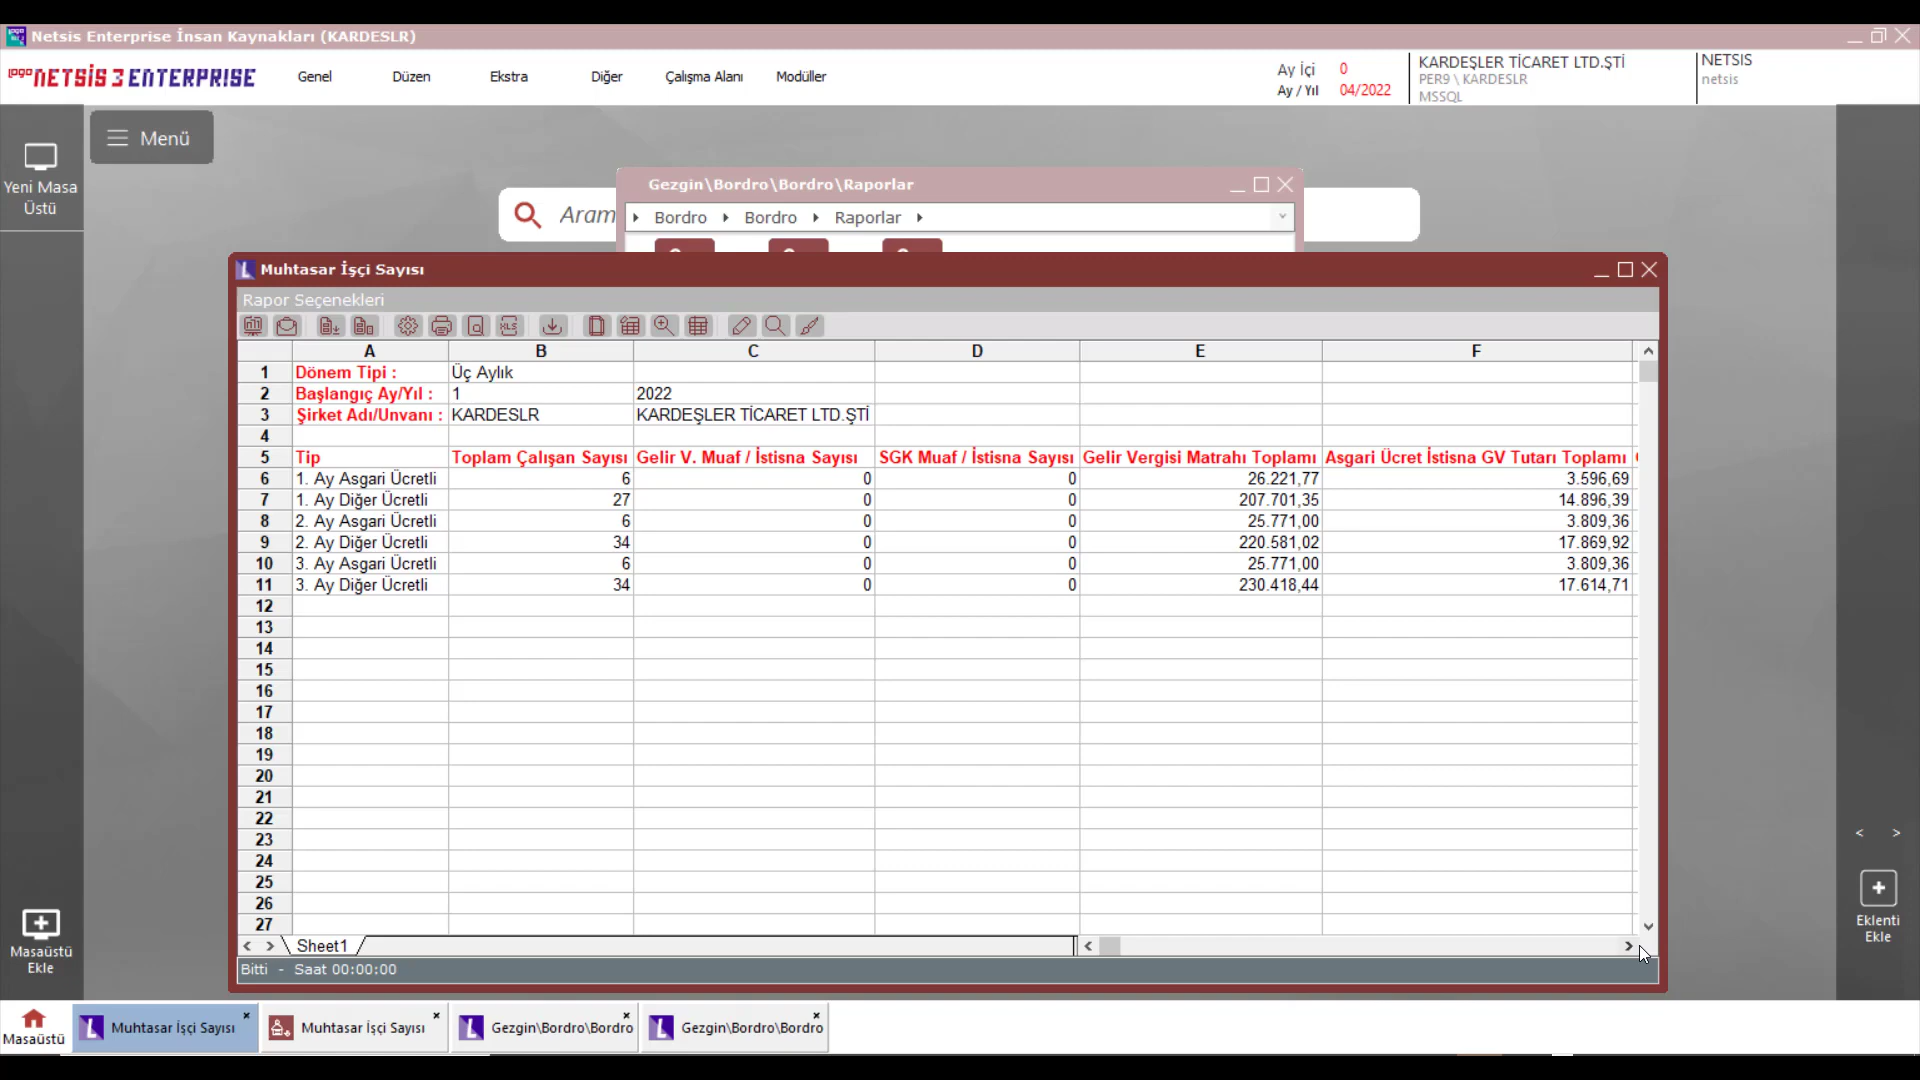 Netsis Enterprise İnsan Kaynakları (KARDESLR)
logo NETSİS 3 ENTERPRISE
Genel Düzen Ekstra Diğer Çalışma Alanı Modüller
Ay İçi 0
Ay / Yıl 04/2022
KARDEŞLER TİCARET LTD.ŞTİ
PER9 \ KARDESLR
MSSQL
NETSIS
netsis
Yeni Masa
Üstü
Menü
Gezgin\Bordro\Bordro\Raporlar
Aram
Bordro Bordro Raporlar
Muhtasar İşçi Sayısı
Rapor Seçenekleri
XLS
A B C D E F
1 Dönem Tipi : Üç Aylık
2 Başlangıç Ay/Yıl : 1 2022
3 Şirket Adı/Unvanı : KARDESLR KARDEŞLER TİCARET LTD.ŞTİ
4
5 Tip Toplam Çalışan Sayısı Gelir V. Muaf / İstisna Sayısı SGK Muaf / İstisna Sayısı Gelir Vergisi Matrahı Toplamı Asgari Ücret İstisna GV Tutarı Toplamı
6 1. Ay Asgari Ücretli 6 0 0 26.221,77 3.596,69
7 1. Ay Diğer Ücretli 27 0 0 207.701,35 14.896,39
8 2. Ay Asgari Ücretli 6 0 0 25.771,00 3.809,36
9 2. Ay Diğer Ücretli 34 0 0 220.581,02 17.869,92
10 3. Ay Asgari Ücretli 6 0 0 25.771,00 3.809,36
11 3. Ay Diğer Ücretli 34 0 0 230.418,44 17.614,71
12
13
14
15
16
17
18
19
20
21
22
23
24
25
26
27
Sheet1
Bitti - Saat 00:00:00
Masaüstü
Ekle
< >
Eklenti
Ekle
Masaüstü
Muhtasar İşçi Sayısı
Muhtasar İşçi Sayısı
Gezgin\Bordro\Bordro
Gezgin\Bordro\Bordro